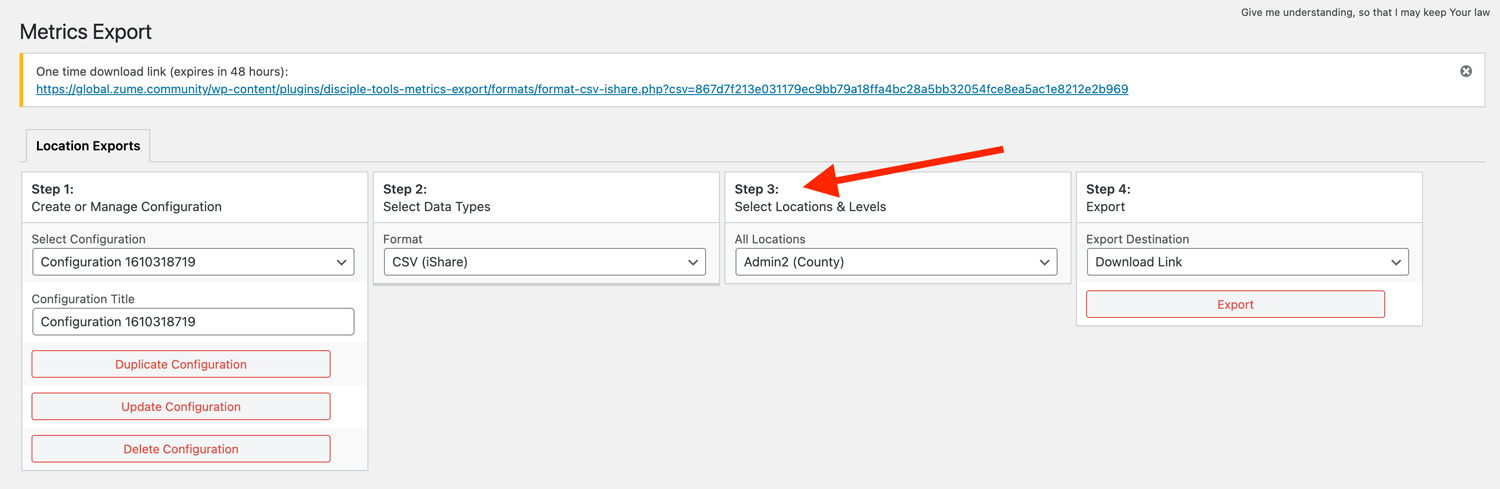 Give me understanding, so that I may keep Your law
Metrics Export
One time download link (expires in 48 hours):
https://global.zume.community/wp-content/plugins/disciple-tools-metrics-export/formats/format-csv-ishare.php?csv=867d7f213e031179ec9bb79a18ffa4bc28a5bb32054fce8ea5ac1e8212e2b969
Location Exports
Step 1:
Create or Manage Configuration
Select Configuration
Configuration 1610318719
Configuration Title
Configuration 1610318719
Duplicate Configuration
Update Configuration
Delete Configuration
Step 2:
Select Data Types
Format
CSV (iShare)
Step 3:
Select Locations & Levels
All Locations
Admin2 (County)
Step 4:
Export
Export Destination
Download Link
Export